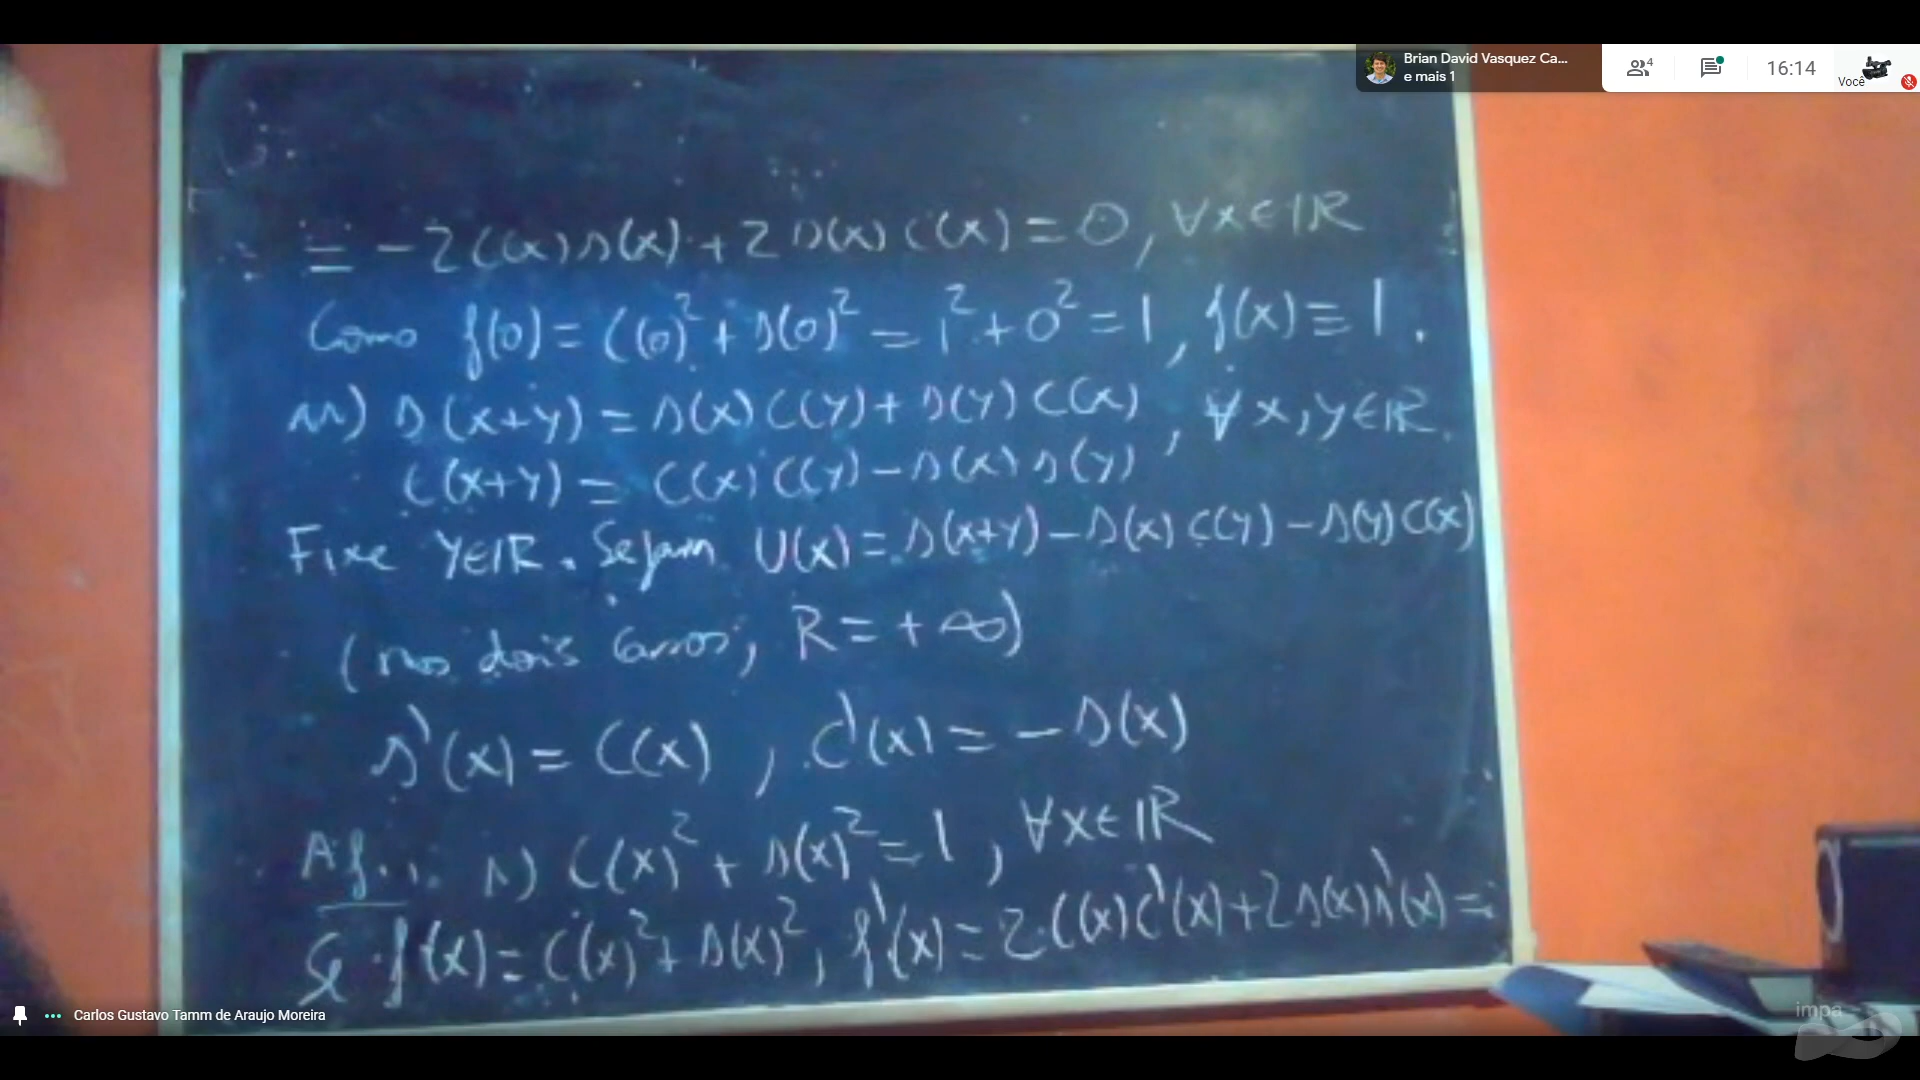 Brian David Vasquez Ca...
e mais 1
4
16:14
Você
= -2C(x)s(x) + 2s(x)C(x) = 0, ∀x∈ℝ
Como f(0) = C(0)² + s(0)² = 1² + 0² = 1, f(x) ≡ 1.
ii) s(x+y) = s(x)C(y) + s(y)C(x), ∀x,y∈ℝ.
C(x+y) = C(x)C(y) - s(x)s(y)
Fixe y∈ℝ. Sejam U(x) = s(x+y) - s(x)C(y) - s(y)C(x)
(nos dois casos, R = +∞)
s'(x) = C(x), C'(x) = -s(x)
Af.: i) C(x)² + s(x)² = 1, ∀x∈ℝ
Se f(x) = C(x)² + s(x)², f'(x) = 2·C(x)C'(x) + 2s(x)s'(x) =
Carlos Gustavo Tamm de Araujo Moreira
impa